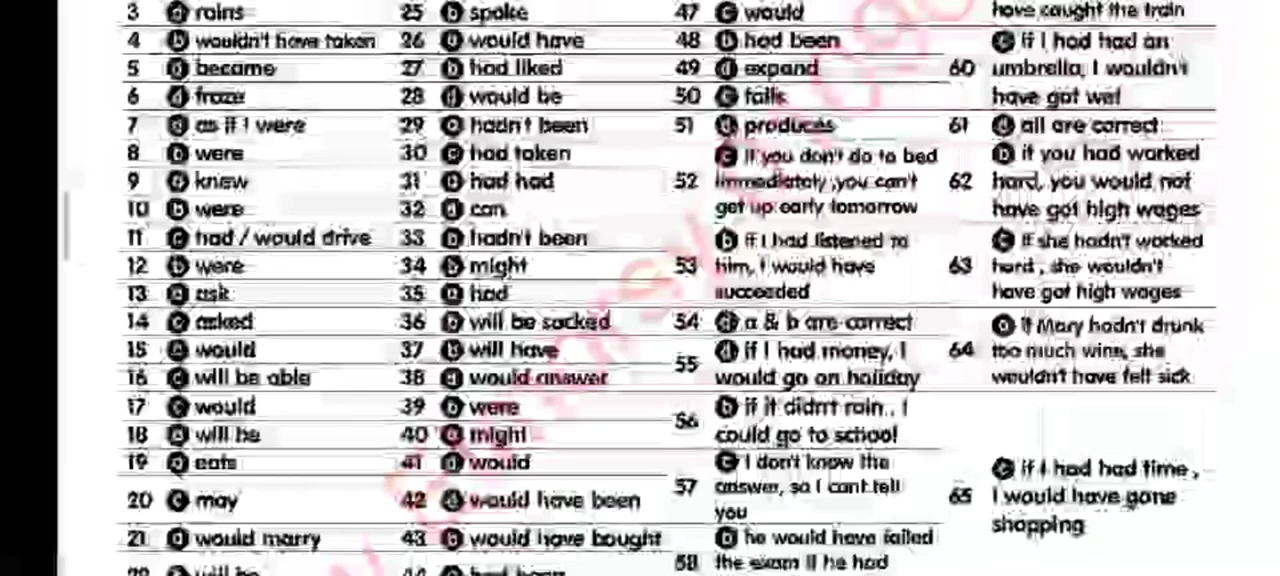 3 rains
4 wouldn't have taken
5 became
6 froze
7 as if I were
8 were
9 knew
10 were
11 had / would drive
12 were
13 ask
14 asked
15 would
16 will be able
17 would
18 will be
19 eats
20 may
21 would marry
25 spoke
26 would have
27 had liked
28 would be
29 hadn't been
30 had taken
31 had had
32 can
33 hadn't been
34 might
35 had
36 will be sacked
37 will have
38 would answer
39 were
40 might
41 would
42 would have been
43 would have bought
47 would
48 had been
49 expand
50 falls
51 produces
52 if you don't do to bed
immediately ,you can't
get up early tomorrow
53 if I had listened to
him, I would have
succeeded
54 a & b are correct
55 if I had money, I
would go on holiday
56 if it didn't rain , I
could go to school
57 I don't know the
answer, so I can't tell
you
58 he would have failed
the exam if he had
have caught the train
60 if I had had an
umbrella, I wouldn't
have got wet
61 all are correct
62 if you had worked
hard, you would not
have got high wages
63 if she hadn't worked
hard , she wouldn't
have got high wages
64 if Mary hadn't drunk
too much wine, she
wouldn't have felt sick
65 if I had had time ,
I would have gone
shopping